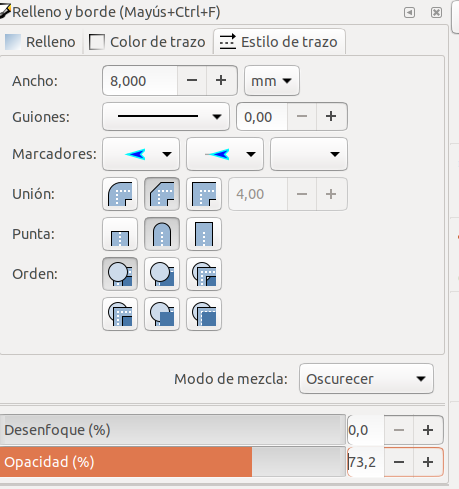 Relleno y borde (Mayús+Ctrl+F)
Relleno Color de trazo Estilo de trazo
Ancho: 8,000 − + mm
Guiones: 0,00 − +
Marcadores:
Unión: 4,00 − +
Punta:
Orden:
Modo de mezcla: Oscurecer
Desenfoque (%) 0,0 − +
Opacidad (%) 73,2 − +